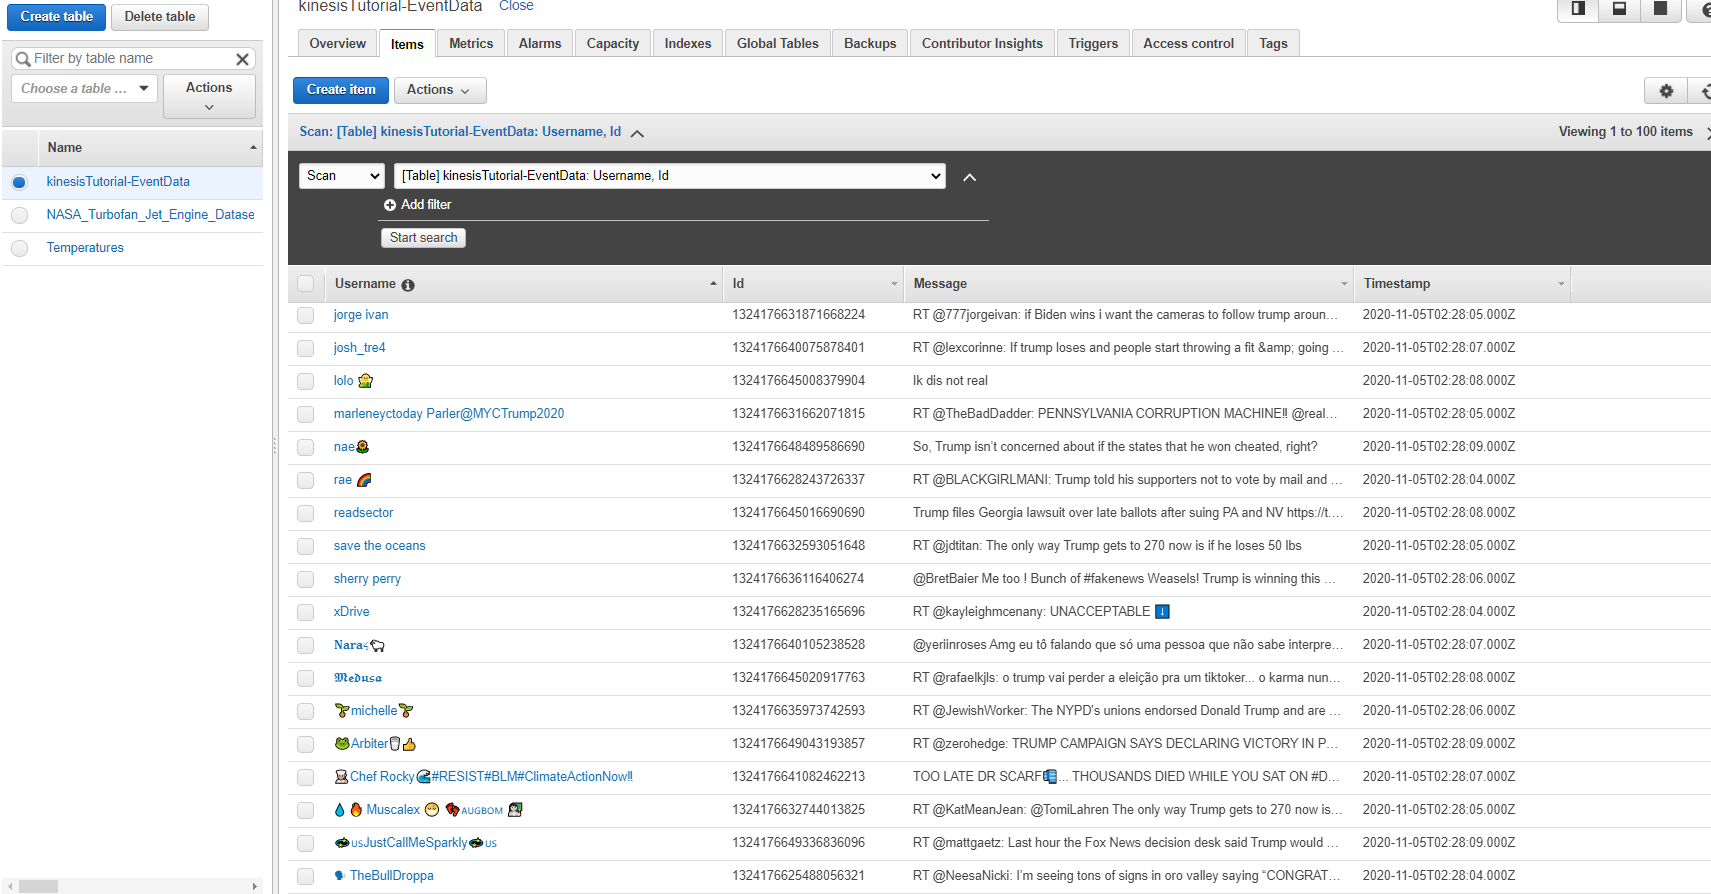 kinesisTutorial-EventData Close
Create table Delete table
Overview Items Metrics Alarms Capacity Indexes Global Tables Backups Contributor Insights Triggers Access control Tags
Filter by table name
Choose a table ... Actions
Create item Actions
Name
kinesisTutorial-EventData
NASA_Turbofan_Jet_Engine_Datase
Temperatures
Scan: [Table] kinesisTutorial-EventData: Username, Id Viewing 1 to 100 items
Scan [Table] kinesisTutorial-EventData: Username, Id
Add filter
Start search
Username Id Message Timestamp
jorge ivan 1324176631871668224 RT @777jorgeivan: if Biden wins i want the cameras to follow trump aroun… 2020-11-05T02:28:05.000Z
josh_tre4 1324176640075878401 RT @lexcorinne: If trump loses and people start throwing a fit &amp; going … 2020-11-05T02:28:07.000Z
lolo 1324176645008379904 Ik dis not real 2020-11-05T02:28:08.000Z
marleneyctoday Parler@MYCTrump2020 1324176631662071815 RT @TheBadDadder: PENNSYLVANIA CORRUPTION MACHINE‼ @real… 2020-11-05T02:28:05.000Z
nae🌻 1324176648489586690 So, Trump isn’t concerned about if the states that he won cheated, right? 2020-11-05T02:28:09.000Z
rae 🌈 1324176628243726337 RT @BLACKGIRLMANI: Trump told his supporters not to vote by mail and … 2020-11-05T02:28:04.000Z
readsector 1324176645016690690 Trump files Georgia lawsuit over late ballots after suing PA and NV https://t.… 2020-11-05T02:28:08.000Z
save the oceans 1324176632593051648 RT @jdtitan: The only way Trump gets to 270 now is if he loses 50 lbs 2020-11-05T02:28:05.000Z
sherry perry 1324176636116406274 @BretBaier Me too ! Bunch of #fakenews Weasels! Trump is winning this … 2020-11-05T02:28:06.000Z
xDrive 1324176628235165696 RT @kayleighmcenany: UNACCEPTABLE ⬇ 2020-11-05T02:28:04.000Z
𝐍𝐚𝐫𝐚ς🐑 1324176640105238528 @yeriinroses Amg eu tô falando que só uma pessoa que não sabe interpre… 2020-11-05T02:28:07.000Z
𝕸𝖊𝖉𝖚𝖘𝖆 1324176645020917763 RT @rafaelkjls: o trump vai perder a eleição pra um tiktoker... o karma nun… 2020-11-05T02:28:08.000Z
🌱michelle🌱 1324176635973742593 RT @JewishWorker: The NYPD's unions endorsed Donald Trump and are … 2020-11-05T02:28:06.000Z
🐸Arbiter🥛👍 1324176649043193857 RT @zerohedge: TRUMP CAMPAIGN SAYS DECLARING VICTORY IN P… 2020-11-05T02:28:09.000Z
Chef Rocky🌊#RESIST#BLM#ClimateActionNow‼ 1324176641082462213 TOO LATE DR SCARF… THOUSANDS DIED WHILE YOU SAT ON #D… 2020-11-05T02:28:07.000Z
💧🔥 Muscalex 😷 ᴀᴜɢʙᴏᴍ 1324176632744013825 RT @KatMeanJean: @TomiLahren The only way Trump gets to 270 now is… 2020-11-05T02:28:05.000Z
usJustCallMeSparkly us 1324176649336836096 RT @mattgaetz: Last hour the Fox News decision desk said Trump would … 2020-11-05T02:28:09.000Z
🗣 TheBullDroppa 1324176625488056321 RT @NeesaNicki: I’m seeing tons of signs in oro valley saying “CONGRAT… 2020-11-05T02:28:04.000Z